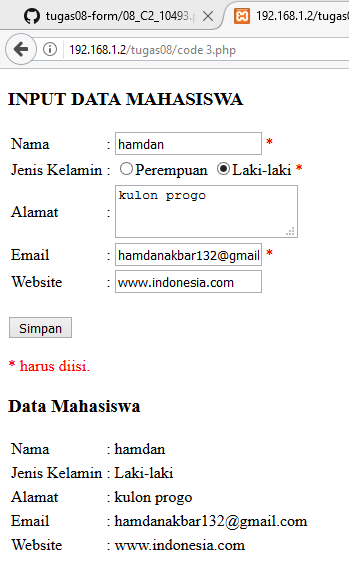 tugas08-form/08_C2_10493.p
192.168.1.2/tugas0
192.168.1.2/tugas08/code 3.php
INPUT DATA MAHASISWA
Nama : hamdan *
Jenis Kelamin : Perempuan Laki-laki *
Alamat : kulon progo
Email : hamdanakbar132@gmail *
Website : www.indonesia.com
Simpan
* harus diisi.
Data Mahasiswa
Nama : hamdan
Jenis Kelamin : Laki-laki
Alamat : kulon progo
Email : hamdanakbar132@gmail.com
Website : www.indonesia.com